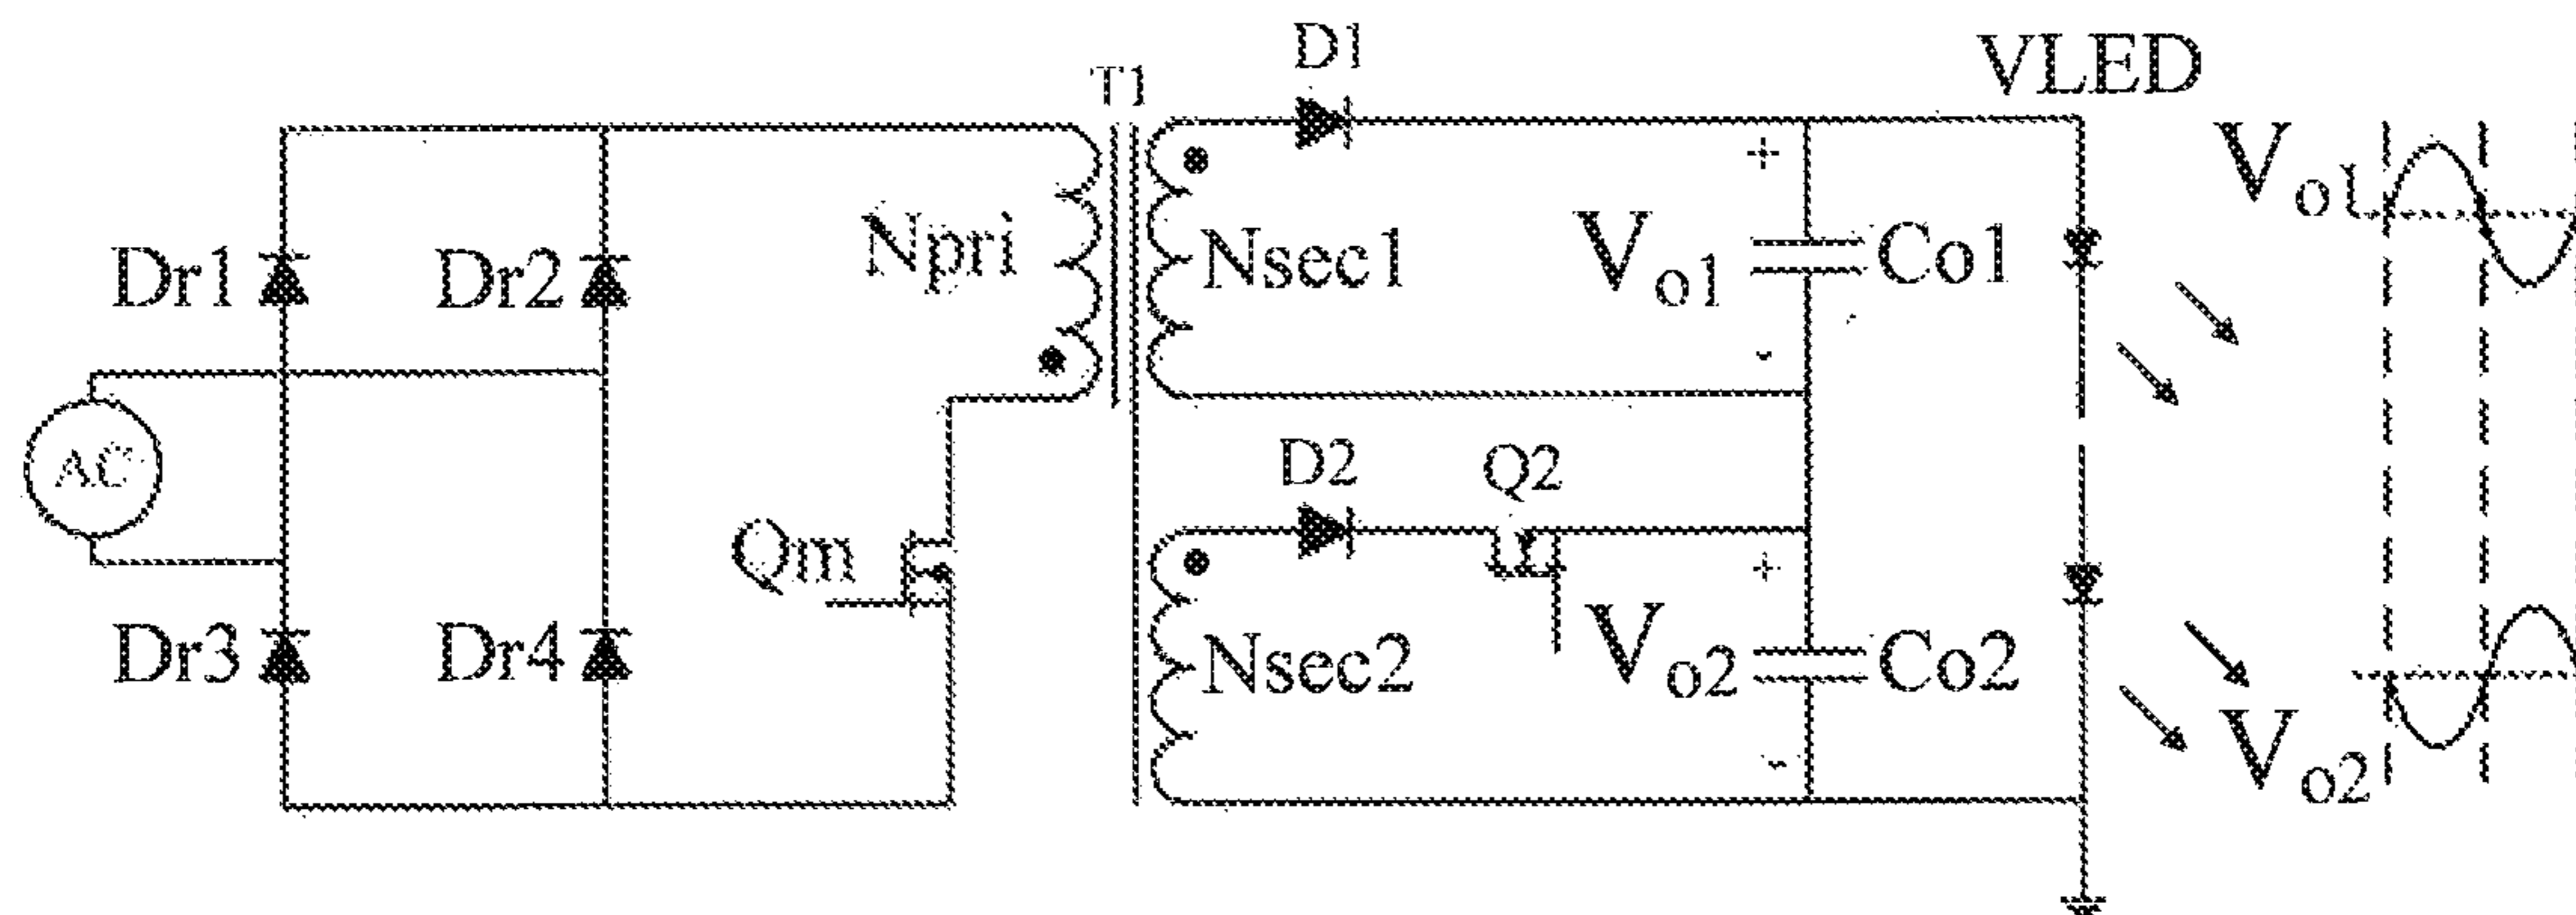 D1
VLED
T1
Vo1
Dr1
Dr2
Npri
Nsec1
+
Vo1
Co1
-
AC
D2
Q2
Qm
+
Dr3
Dr4
Nsec2
Vo2
Co2
-
Vo2